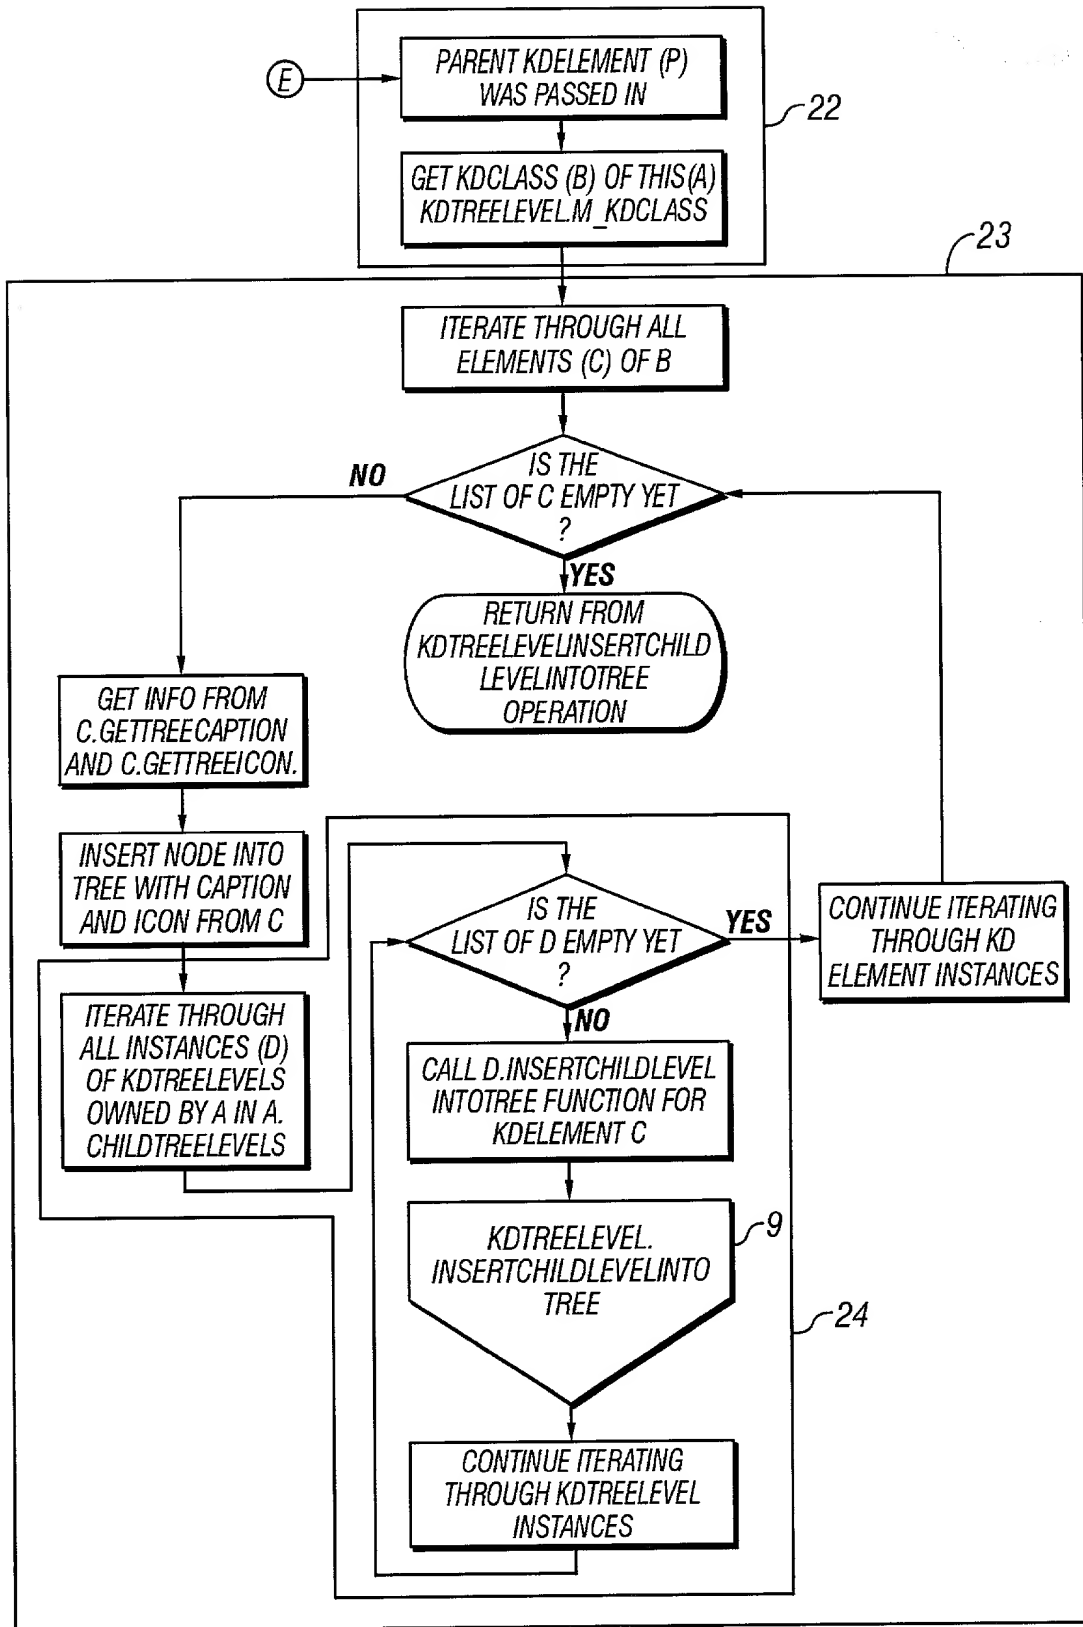 E
PARENT KDELEMENT (P)
WAS PASSED IN
22
GET KDCLASS (B) OF THIS(A)
KDTREELEVEL.M_KDCLASS
23
ITERATE THROUGH ALL
ELEMENTS (C) OF B
IS THE
LIST OF C EMPTY YET
?
NO
YES
RETURN FROM
KDTREELEVEL.INSERTCHILD
LEVELINTOTREE
OPERATION
GET INFO FROM
C.GETTREECAPTION
AND C.GETTREEICON.
INSERT NODE INTO
TREE WITH CAPTION
AND ICON FROM C
ITERATE THROUGH
ALL INSTANCES (D)
OF KDTREELEVELS
OWNED BY A IN A.
CHILDTREELEVELS
IS THE
LIST OF D EMPTY YET
?
YES
CONTINUE ITERATING
THROUGH KD
ELEMENT INSTANCES
NO
CALL D.INSERTCHILDLEVEL
INTOTREE FUNCTION FOR
KDELEMENT C
KDTREELEVEL.
INSERTCHILDLEVELINTO
TREE
9
24
CONTINUE ITERATING
THROUGH KDTREELEVEL
INSTANCES